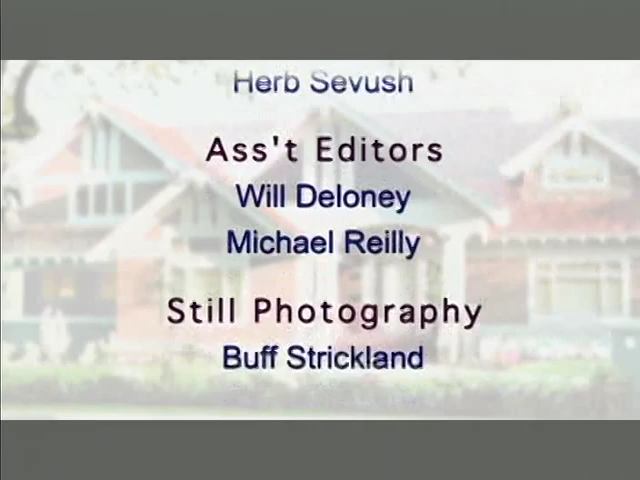 Herb Sevush
Ass't Editors
Will Deloney
Michael Reilly
Still Photography
Buff Strickland